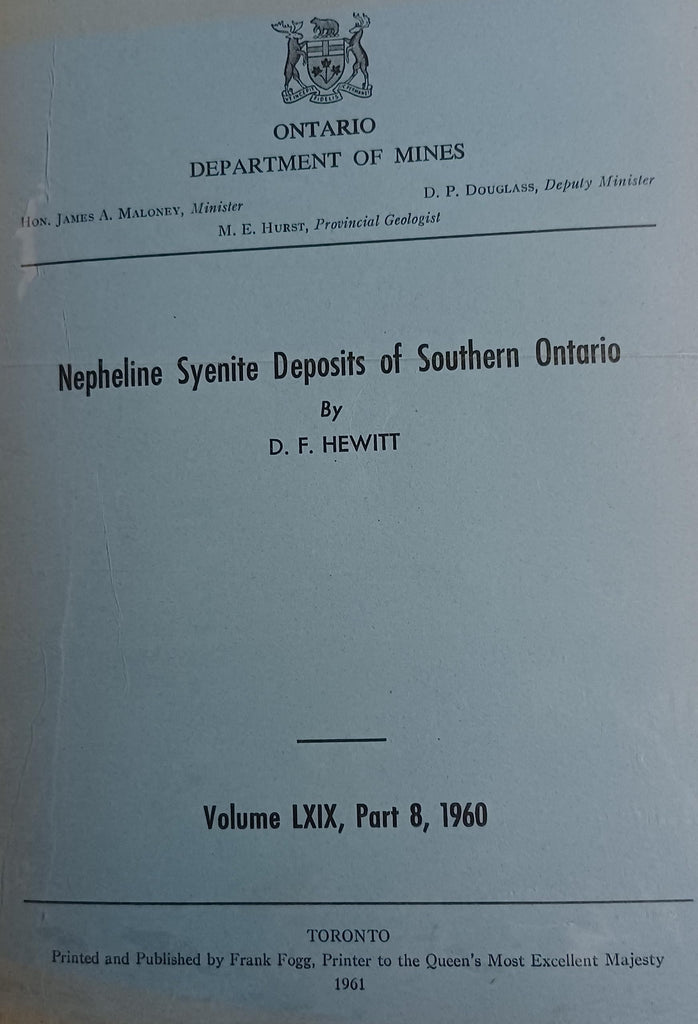 ONTARIO
DEPARTMENT OF MINES
HON. JAMES A. MALONEY, Minister
D. P. DOUGLASS, Deputy Minister
M. E. HURST, Provincial Geologist
Nepheline Syenite Deposits of Southern Ontario
By
D. F. HEWITT
Volume LXIX, Part 8, 1960
TORONTO
Printed and Published by Frank Fogg, Printer to the Queen's Most Excellent Majesty
1961